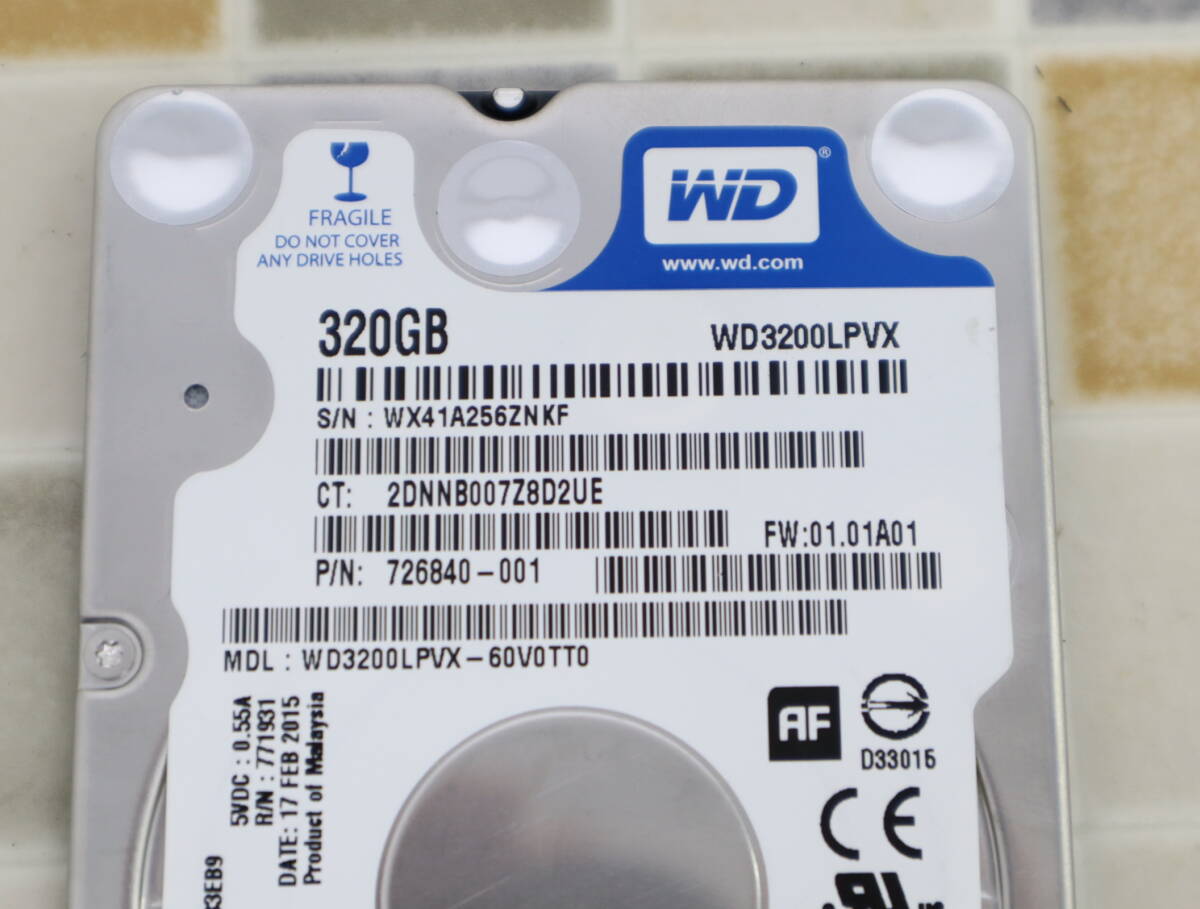 FRAGILE
DO NOT COVER
ANY DRIVE HOLES
WD®
www.wd.com
320GB
WD3200LPVX
S/N : WX41A256ZNKF
CT: 2DNNB007Z8D2UE
FW:01.01A01
P/N: 726840-001
MDL : WD3200LPVX-60V0TT0
5VDC : 0.55A
R/N : 771931
DATE: 17 FEB 2015
Product of Malaysia
AF
D33015
CE